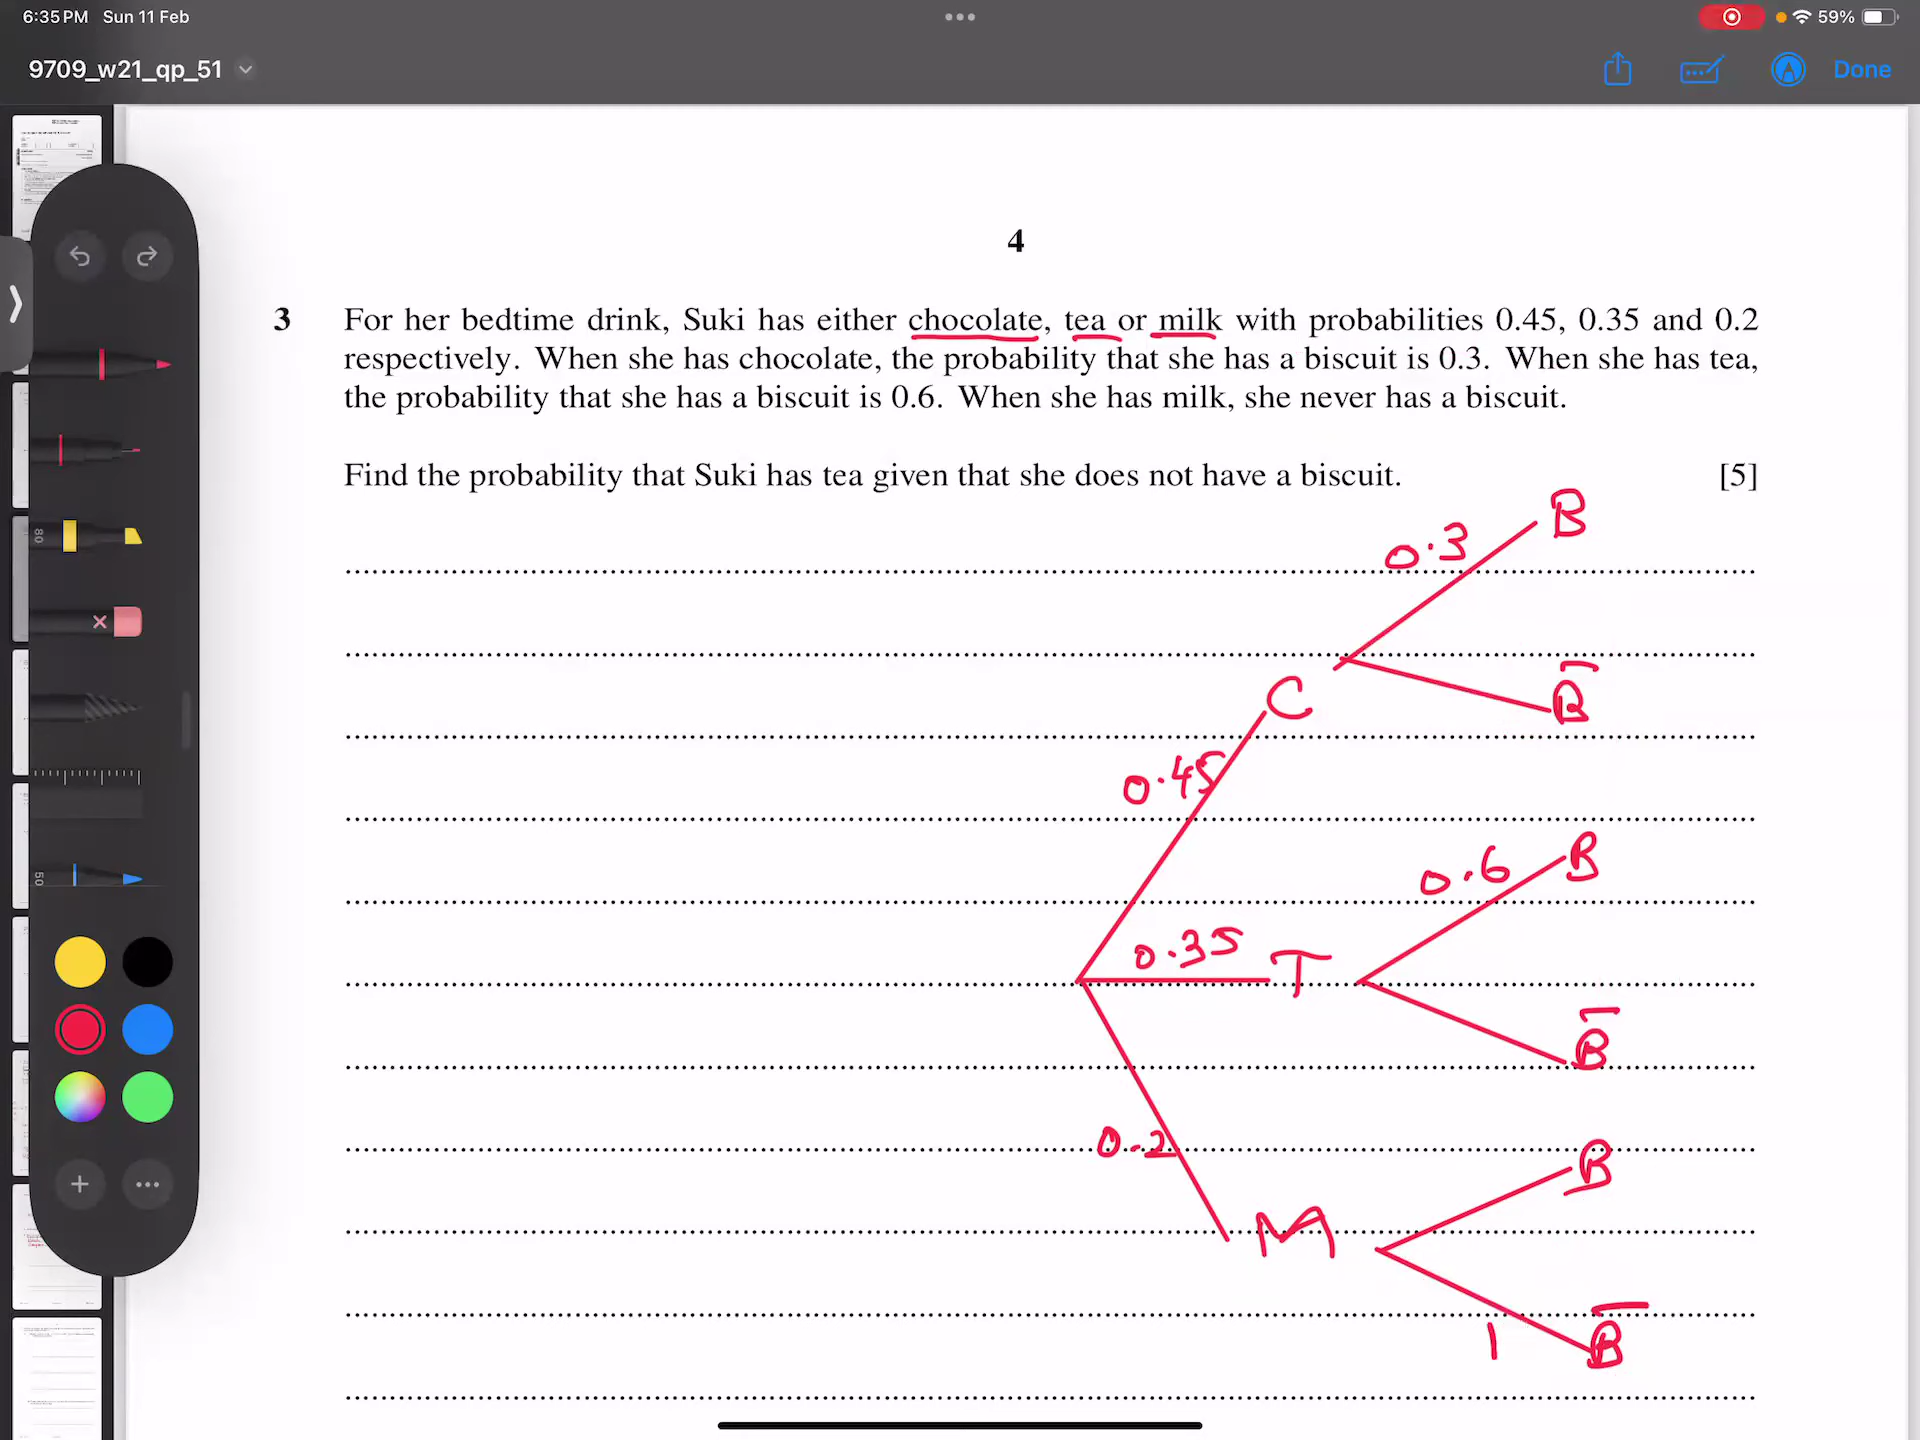 6:35 PM Sun 11 Feb
59%
9709_w21_qp_51
Done
4
3 For her bedtime drink, Suki has either chocolate, tea or milk with probabilities 0.45, 0.35 and 0.2
respectively. When she has chocolate, the probability that she has a biscuit is 0.3. When she has tea,
the probability that she has a biscuit is 0.6. When she has milk, she never has a biscuit.
Find the probability that Suki has tea given that she does not have a biscuit. [5]
B
0.3
C
B̅
0.45
B
0.6
0.35
T
B̅
0.2
B
M
1
B̅
80
50